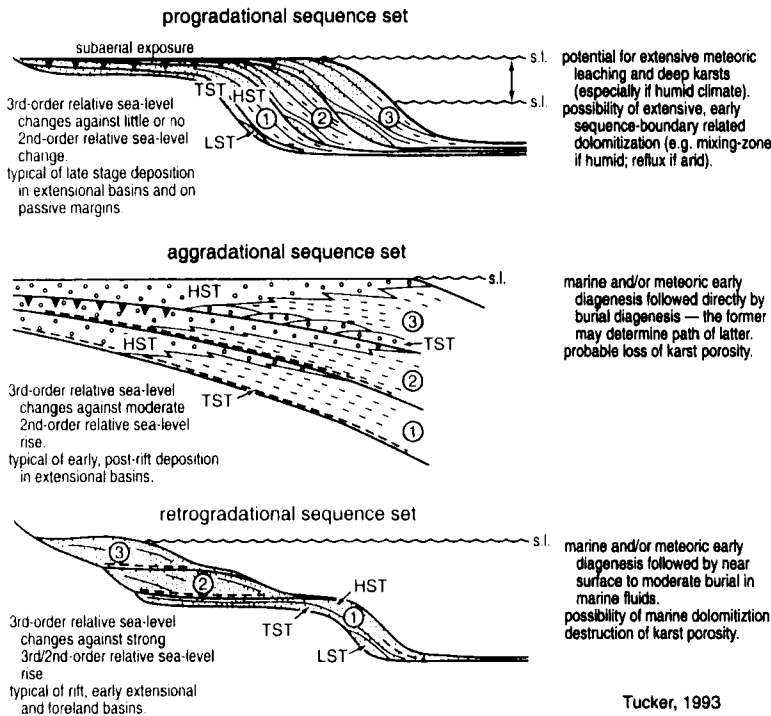 progradational sequence set
subaerial exposure
s.l.
s.l.
TST
HST
LST
1
2
3
3rd-order relative sea-level
changes against little or no
2nd-order relative sea-level
change.
typical of late stage deposition
in extensional basins and on
passive margins.
potential for extensive meteoric
leaching and deep karsts
(especially if humid climate).
possibility of extensive, early
sequence-boundary related
dolomitization (e.g. mixing-zone
if humid; reflux if arid).
aggradational sequence set
HST
s.l.
3
TST
HST
2
TST
1
3rd-order relative sea-level
changes against moderate
2nd-order relative sea-level
rise.
typical of early, post-rift deposition
in extensional basins.
marine and/or meteoric early
diagenesis followed directly by
burial diagenesis — the former
may determine path of latter.
probable loss of karst porosity.
retrogradational sequence set
s.l.
3
2
HST
1
TST
LST
3rd-order relative sea-level
changes against strong
3rd/2nd-order relative sea-level
rise.
typical of rift, early extensional
and foreland basins.
marine and/or meteoric early
diagenesis followed by near
surface to moderate burial in
marine fluids.
possibility of marine dolomitiztion
destruction of karst porosity.
Tucker, 1993